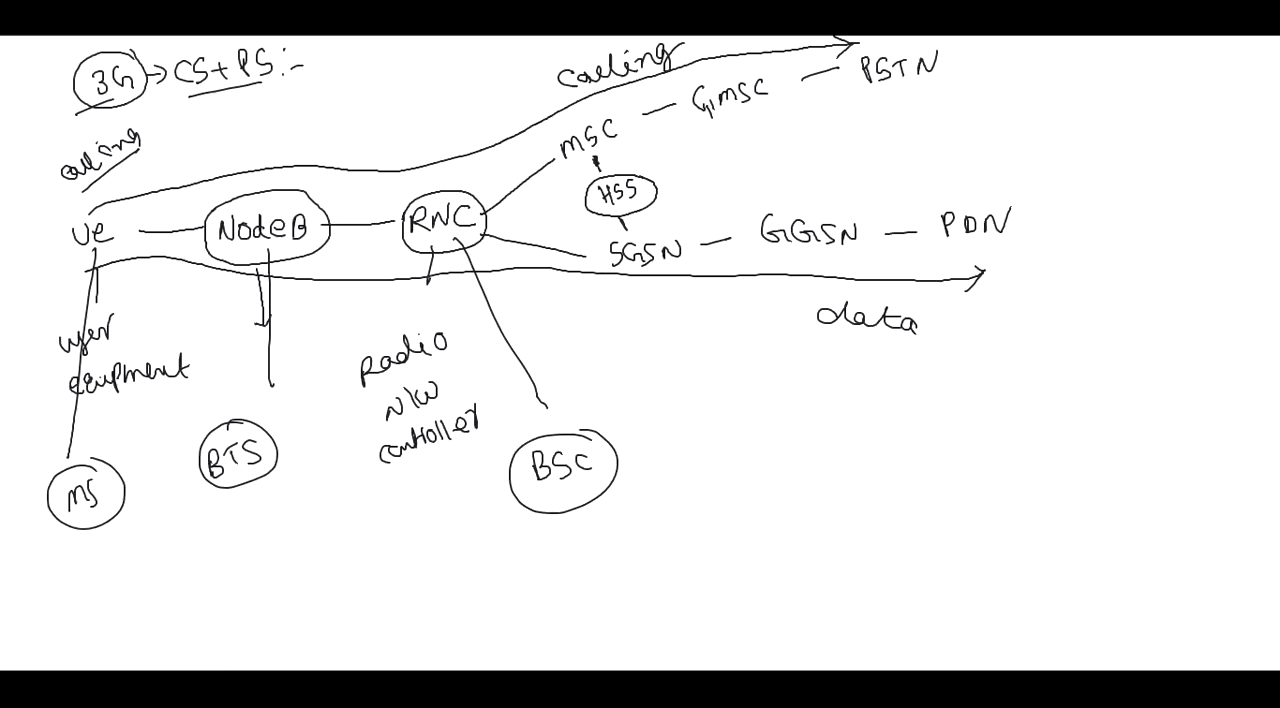 3G → CS+PS:-
calling
calling
MSC — GMSC — PSTN
HSS
Ue — NodeB — RNC
SGSN — GGSN — PDN
data
user
equipment
Radio
N/W
controller
MS
BTS
BSC